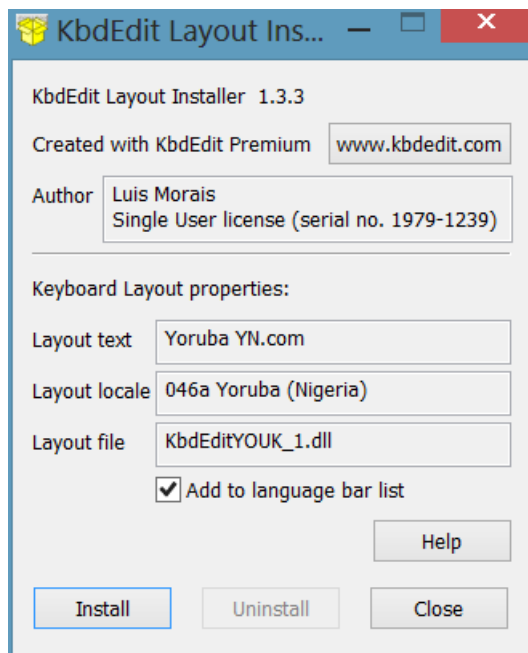 KbdEdit Layout Ins...
KbdEdit Layout Installer 1.3.3
Created with KbdEdit Premium www.kbdedit.com
Author Luis Morais
Single User license (serial no. 1979-1239)
Keyboard Layout properties:
Layout text Yoruba YN.com
Layout locale 046a Yoruba (Nigeria)
Layout file KbdEditYOUK_1.dll
Add to language bar list
Help
Install Uninstall Close